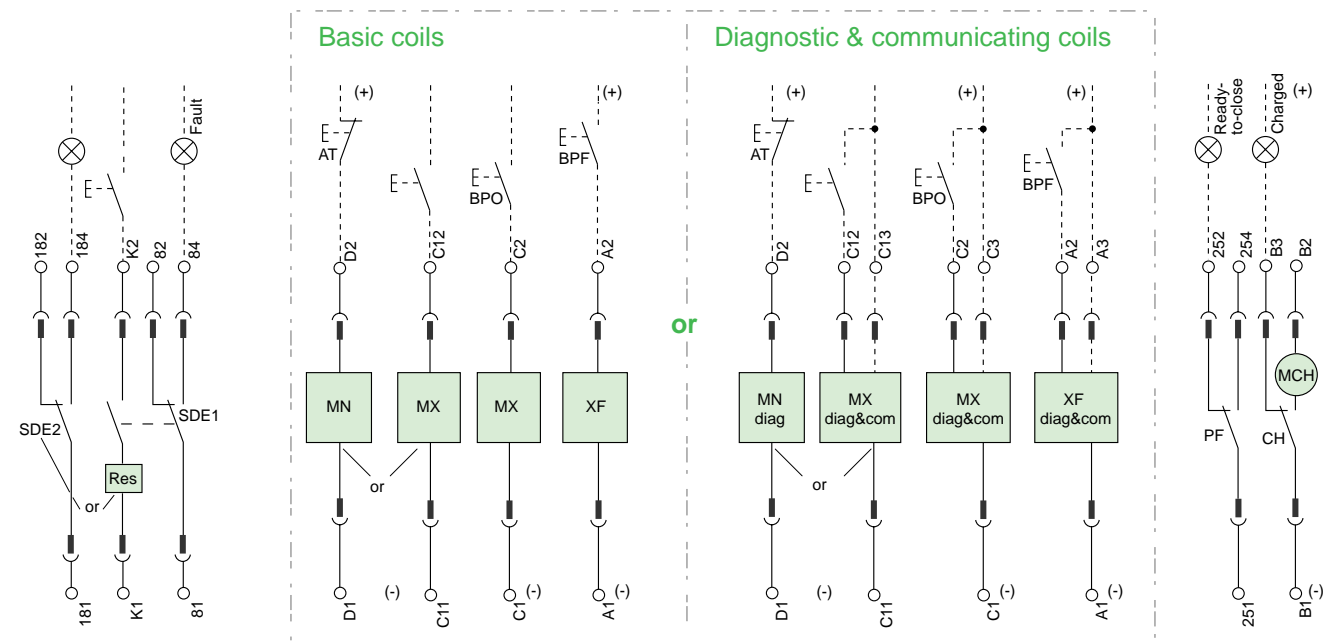 Basic coils
Diagnostic & communicating coils
Fault
Ready-
to-close
Charged
(+)
(+)
(+)
(+)
(+)
(+)
AT
BPO
BPF
AT
BPO
BPF
182
184
K2
82
84
D2
C12
C2
A2
D2
C12
C13
C2
C3
A2
A3
252
254
B3
B2
or
MN
MX
MX
XF
MN
diag
MX
diag&com
MX
diag&com
XF
diag&com
MCH
SDE2
SDE1
Res
or
or
or
PF
CH
181
K1
81
D1
(-)
C11
C1
(-)
A1
(-)
D1
(-)
C11
C1
(-)
A1
(-)
251
B1
(-)